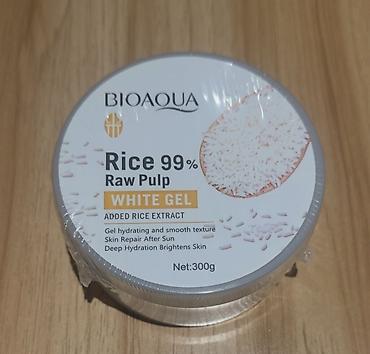 BIOAQUA
Rice 99%
Raw Pulp
WHITE GEL
ADDED RICE EXTRACT
Gel hydrating and smooth texture
Skin Repair After Sun
Deep Hydration Brightens Skin
Net:300g